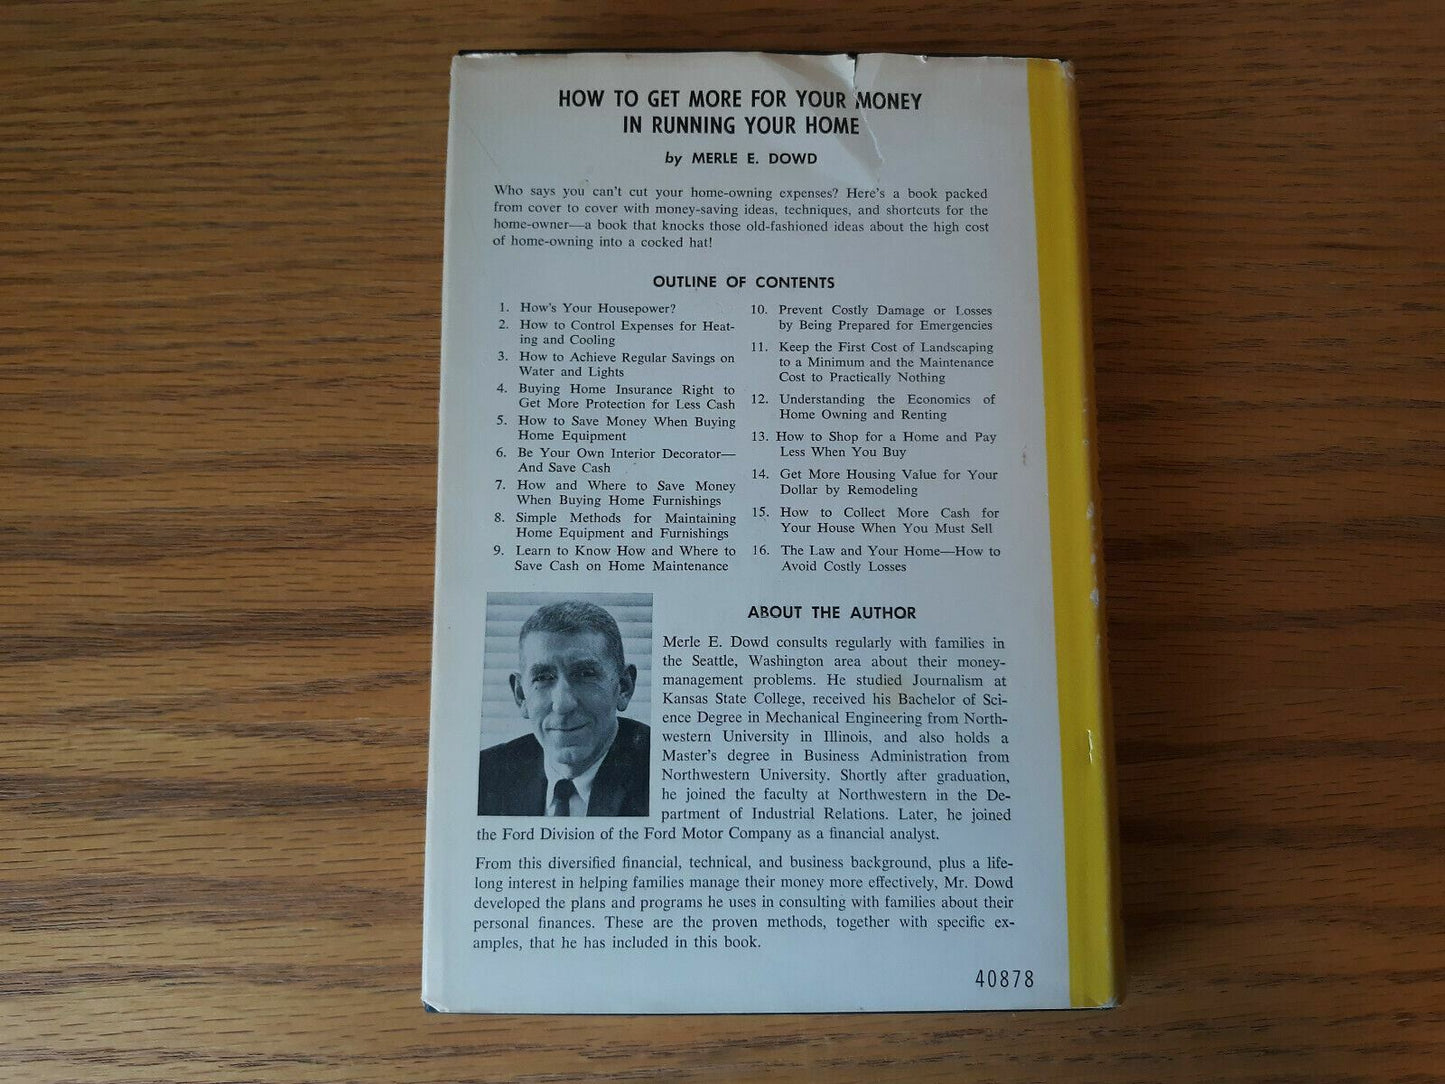 HOW TO GET MORE FOR YOUR MONEY
IN RUNNING YOUR HOME
by MERLE E. DOWD
Who says you can't cut your home-owning expenses? Here's a book packed
from cover to cover with money-saving ideas, techniques, and shortcuts for the
home-owner—a book that knocks those old-fashioned ideas about the high cost
of home-owning into a cocked hat!
OUTLINE OF CONTENTS
1. How's Your Housepower?
2. How to Control Expenses for Heat-
ing and Cooling
3. How to Achieve Regular Savings on
Water and Lights
4. Buying Home Insurance Right to
Get More Protection for Less Cash
5. How to Save Money When Buying
Home Equipment
6. Be Your Own Interior Decorator—
And Save Cash
7. How and Where to Save Money
When Buying Home Furnishings
8. Simple Methods for Maintaining
Home Equipment and Furnishings
9. Learn to Know How and Where to
Save Cash on Home Maintenance
10. Prevent Costly Damage or Losses
by Being Prepared for Emergencies
11. Keep the First Cost of Landscaping
to a Minimum and the Maintenance
Cost to Practically Nothing
12. Understanding the Economics of
Home Owning and Renting
13. How to Shop for a Home and Pay
Less When You Buy
14. Get More Housing Value for Your
Dollar by Remodeling
15. How to Collect More Cash for
Your House When You Must Sell
16. The Law and Your Home—How to
Avoid Costly Losses
ABOUT THE AUTHOR
Merle E. Dowd consults regularly with families in
the Seattle, Washington area about their money-
management problems. He studied Journalism at
Kansas State College, received his Bachelor of Sci-
ence Degree in Mechanical Engineering from North-
western University in Illinois, and also holds a
Master's degree in Business Administration from
Northwestern University. Shortly after graduation,
he joined the faculty at Northwestern in the De-
partment of Industrial Relations. Later, he joined
the Ford Division of the Ford Motor Company as a financial analyst.
From this diversified financial, technical, and business background, plus a life-
long interest in helping families manage their money more effectively, Mr. Dowd
developed the plans and programs he uses in consulting with families about their
personal finances. These are the proven methods, together with specific ex-
amples, that he has included in this book.
40878